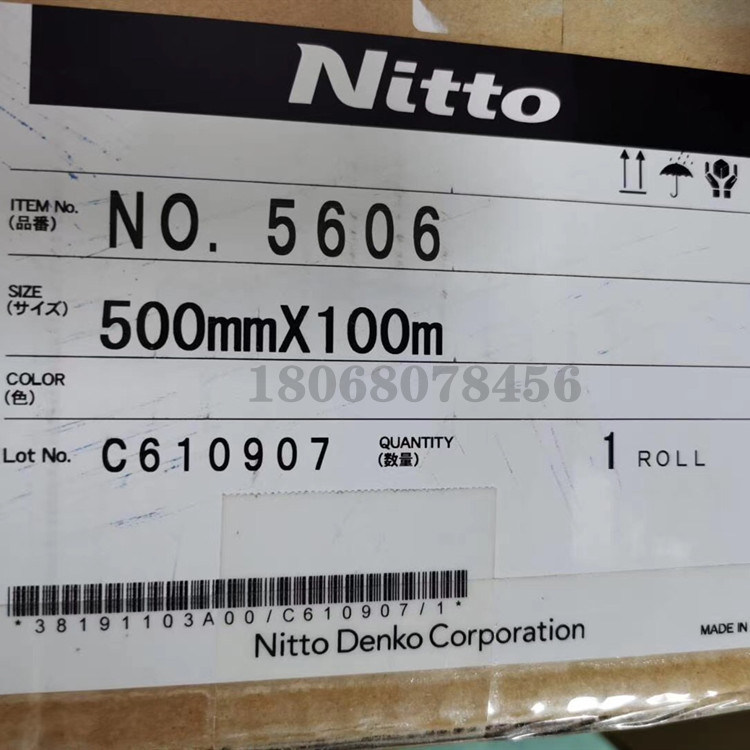 Nitto
ITEM No.
(品番)
NO. 5606
SIZE
(サイズ)
500mmX100m
COLOR
(色)
18068078456
Lot No.
C610907
QUANTITY
(数量)
1 ROLL
*38191103A00/C610907/1*
Nitto Denko Corporation
MADE IN